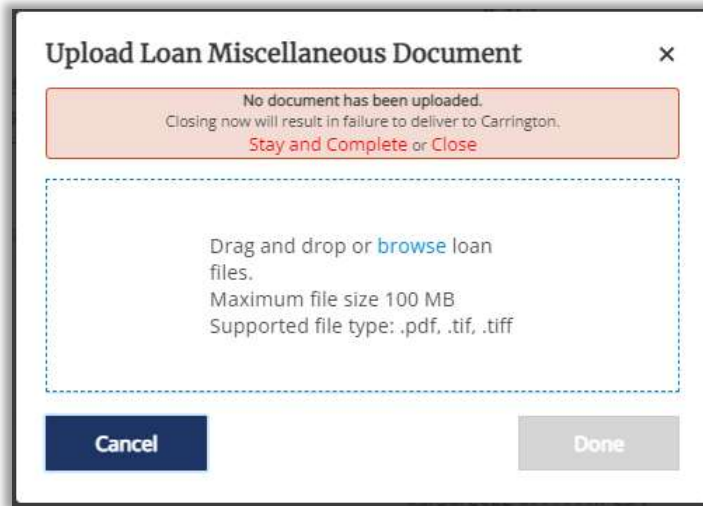 Upload Loan Miscellaneous Document ×
No document has been uploaded.
Closing now will result in failure to deliver to Carrington.
Stay and Complete or Close
Drag and drop or browse loan
files.
Maximum file size 100 MB
Supported file type: .pdf, .tif, .tiff
Cancel
Done